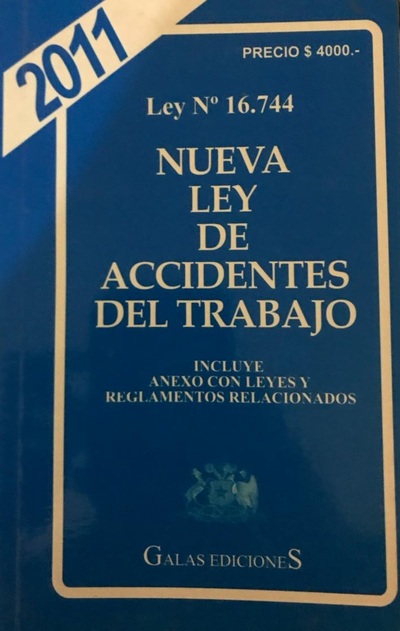 2011
PRECIO $ 4000.-
Ley Nº 16.744
NUEVA
LEY
DE
ACCIDENTES
DEL TRABAJO
INCLUYE
ANEXO CON LEYES Y
REGLAMENTOS RELACIONADOS
GALAS EDICIONES